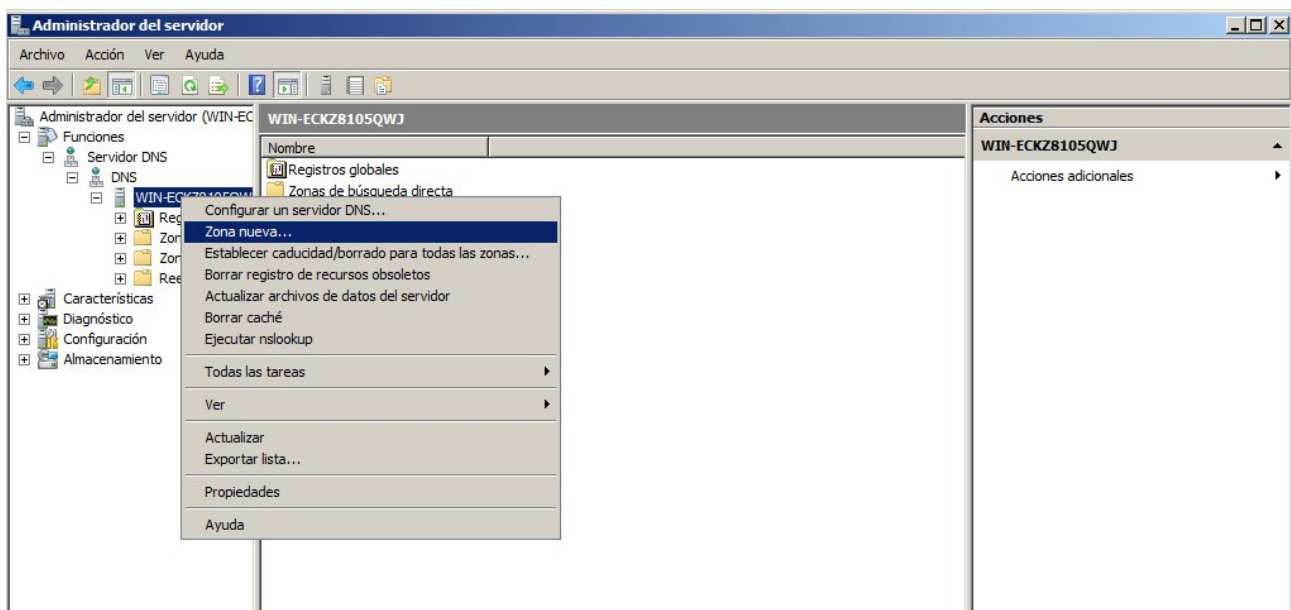 Administrador del servidor
Archivo Acción Ver Ayuda
Administrador del servidor (WIN-EC
Funciones
Servidor DNS
DNS
Características
Diagnóstico
Configuración
Almacenamiento
WIN-ECKZ8105QWJ
Nombre
Registros globales
Zonas de búsqueda directa
Configurar un servidor DNS...
Zona nueva...
Establecer caducidad/borrado para todas las zonas...
Borrar registro de recursos obsoletos
Actualizar archivos de datos del servidor
Borrar caché
Ejecutar nslookup
Todas las tareas
Ver
Actualizar
Exportar lista...
Propiedades
Ayuda
Acciones
WIN-ECKZ8105QWJ
Acciones adicionales